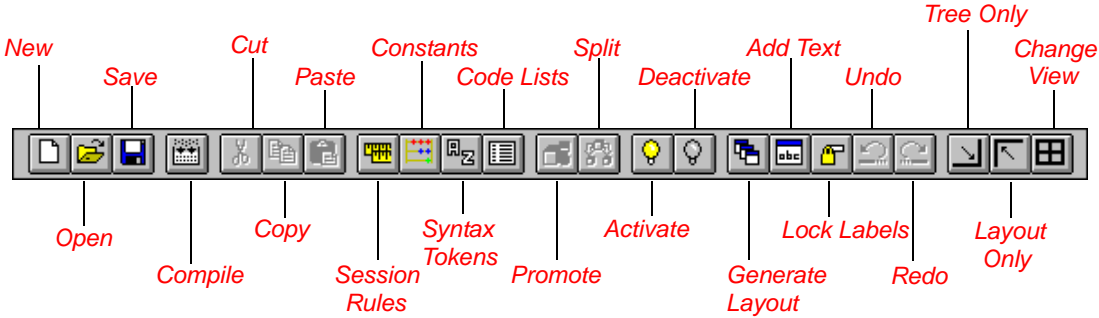 Tree Only
New
Cut
Constants
Split
Add Text
Change
View
Save
Paste
Code Lists
Deactivate
Undo
A
Z
abc
Open
Copy
Syntax
Tokens
Activate
Lock Labels
Layout
Only
Compile
Session
Rules
Promote
Generate
Layout
Redo